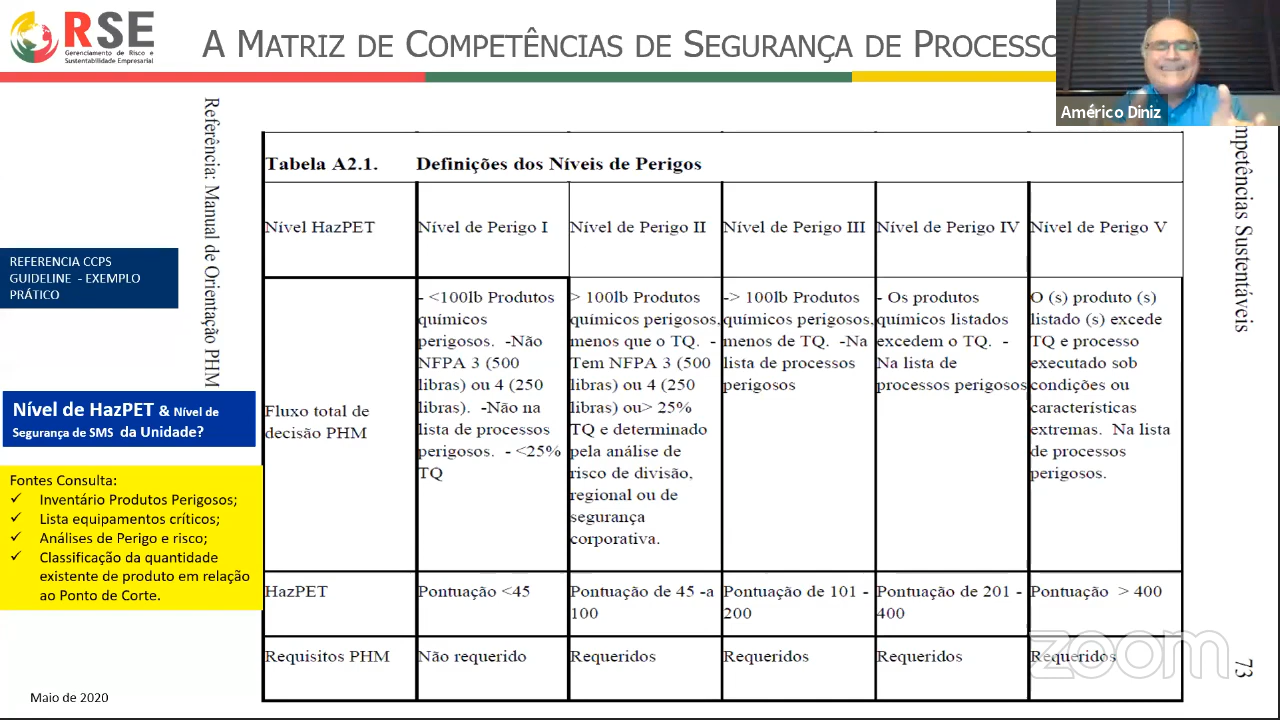 RSE
Gerenciamento de Risco e
Sustentabilidade Empresarial
A MATRIZ DE COMPETÊNCIAS DE SEGURANÇA DE PROCESSO
Américo Diniz
Referência: Manual de Orientação PHM
mpetências Sustentáveis
REFERENCIA CCPS
GUIDELINE - EXEMPLO
PRÁTICO
Nível de HazPET & Nível de
Segurança de SMS da Unidade?
Fontes Consulta:
✓ Inventário Produtos Perigosos;
✓ Lista equipamentos críticos;
✓ Análises de Perigo e risco;
✓ Classificação da quantidade
existente de produto em relação
ao Ponto de Corte.
Tabela A2.1. Definições dos Níveis de Perigos
Nível HazPET
Nível de Perigo I
Nível de Perigo II
Nível de Perigo III
Nível de Perigo IV
Nível de Perigo V
Fluxo total de
decisão PHM
- <100lb Produtos
químicos
perigosos. -Não
NFPA 3 (500
libras) ou 4 (250
libras). -Não na
lista de processos
perigosos. - <25%
TQ
> 100lb Produtos
químicos perigosos,
menos que o TQ. -
Tem NFPA 3 (500
libras) ou 4 (250
libras) ou> 25%
TQ e determinado
pela análise de
risco de divisão,
regional ou de
segurança
corporativa.
-> 100lb Produtos
químicos perigosos,
menos de TQ. -Na
lista de processos
perigosos
- Os produtos
químicos listados
excedem o TQ. -
Na lista de
processos perigosos
O (s) produto (s)
listado (s) excede
TQ e processo
executado sob
condições ou
características
extremas. Na lista
de processos
perigosos.
HazPET
Pontuação <45
Pontuação de 45 -a
100
Pontuação de 101 -
200
Pontuação de 201 -
400
Pontuação > 400
Requisitos PHM
Não requerido
Requeridos
Requeridos
Requeridos
Requeridos
zoom
73
Maio de 2020